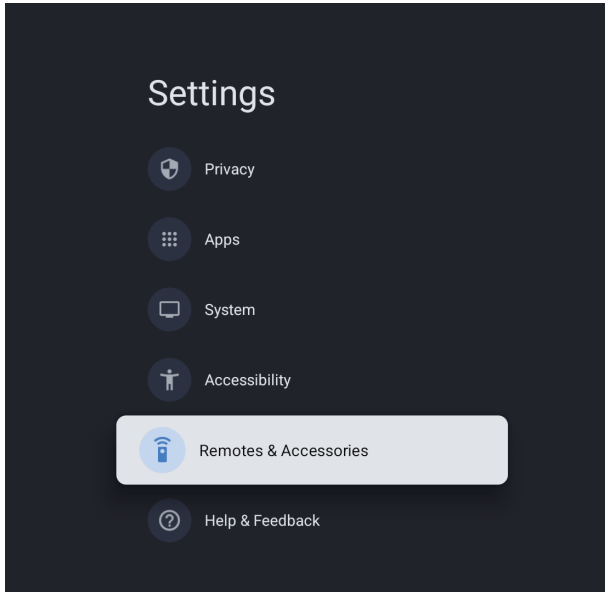 Settings
Privacy
Apps
System
Accessibility
Remotes & Accessories
Help & Feedback